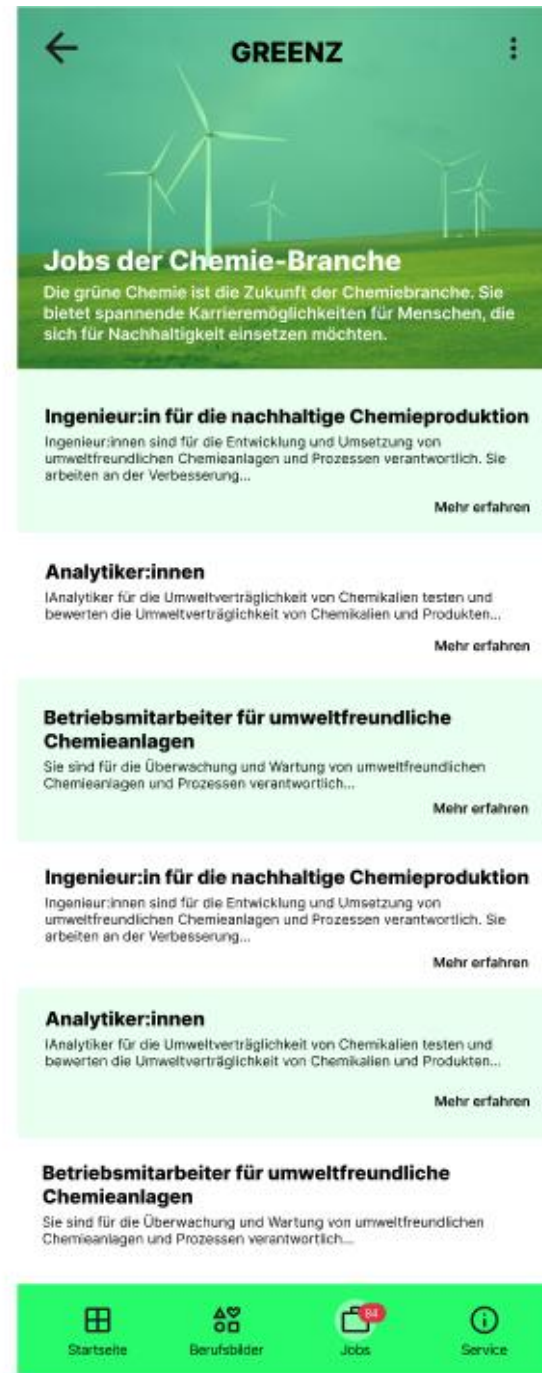 GREENZ
Jobs der Chemie-Branche
Die grüne Chemie ist die Zukunft der Chemiebranche. Sie
bietet spannende Karrieremöglichkeiten für Menschen, die
sich für Nachhaltigkeit einsetzen möchten.
Ingenieur:in für die nachhaltige Chemieproduktion
Ingenieur:innen sind für die Entwicklung und Umsetzung von
umweltfreundlichen Chemieanlagen und Prozessen verantwortlich. Sie
arbeiten an der Verbesserung...
Mehr erfahren
Analytiker:innen
IAnalytiker für die Umweltverträglichkeit von Chemikalien testen und
bewerten die Umweltverträglichkeit von Chemikalien und Produkten...
Mehr erfahren
Betriebsmitarbeiter für umweltfreundliche
Chemieanlagen
Sie sind für die Überwachung und Wartung von umweltfreundlichen
Chemieanlagen und Prozessen verantwortlich...
Mehr erfahren
Ingenieur:in für die nachhaltige Chemieproduktion
Ingenieur:innen sind für die Entwicklung und Umsetzung von
umweltfreundlichen Chemieanlagen und Prozessen verantwortlich. Sie
arbeiten an der Verbesserung...
Mehr erfahren
Analytiker:innen
IAnalytiker für die Umweltverträglichkeit von Chemikalien testen und
bewerten die Umweltverträglichkeit von Chemikalien und Produkten...
Mehr erfahren
Betriebsmitarbeiter für umweltfreundliche
Chemieanlagen
Sie sind für die Überwachung und Wartung von umweltfreundlichen
Chemieanlagen und Prozessen verantwortlich...
84
Startseite Berufsbilder Jobs Service